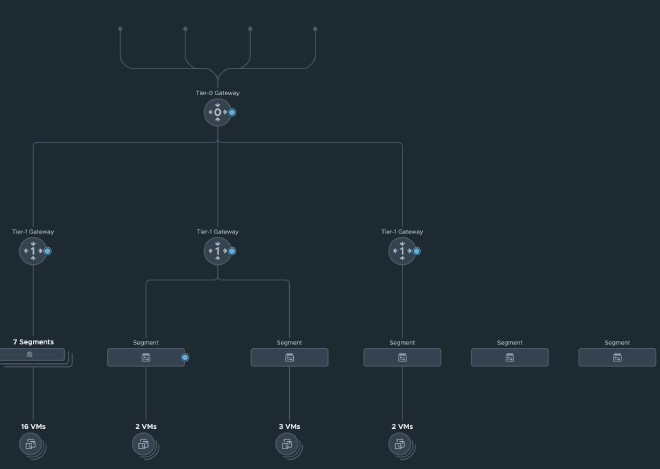 Tier-0 Gateway
0
Tier-1 Gateway
Tier-1 Gateway
Tier-1 Gateway
1
1
1
7 Segments
Segment
Segment
Segment
Segment
Segment
16 VMs
2 VMs
3 VMs
2 VMs